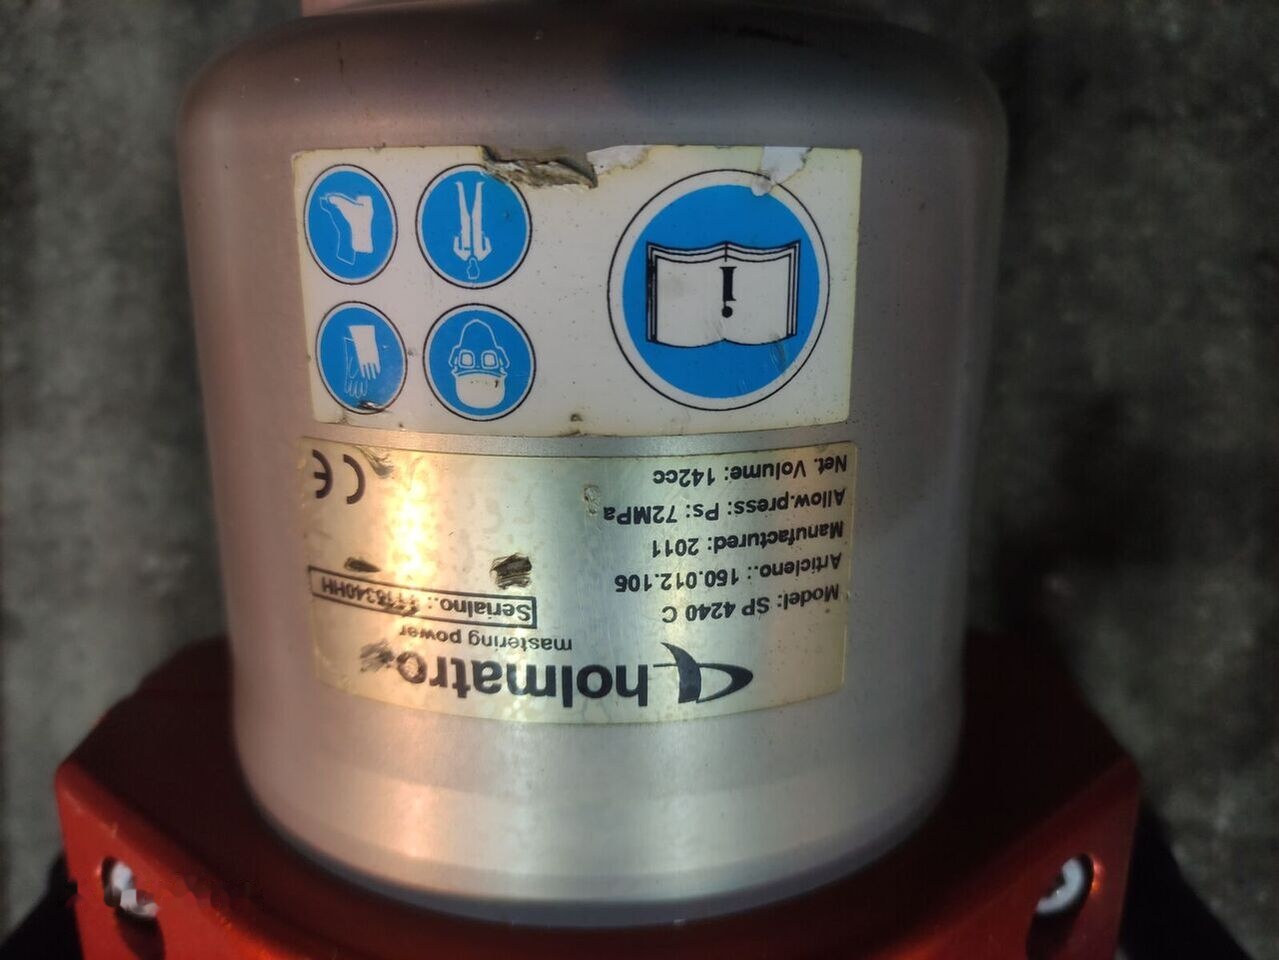 holmatro
mastering power
Model: SP 4240 C
Serialno.:
Articleno.: 150.012.106
Manufactured: 2011
Allow.press: Ps: 72MPa
Net. Volume: 142cc
CE
i